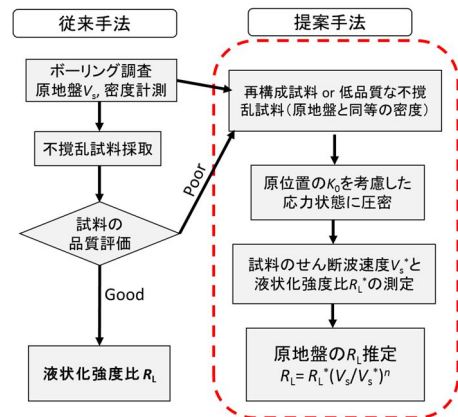 従来手法
ボーリング調査
原地盤Vs, 密度計測
不撹乱試料採取
試料の
品質評価
Poor
Good
液状化強度比 RL
提案手法
再構成試料 or 低品質な不撹
乱試料(原地盤と同等の密度)
原位置のK0を考慮した
応力状態に圧密
試料のせん断波速度Vs*と
液状化強度比RL*の測定
原地盤のRL推定
RL= RL*(Vs/Vs*)n